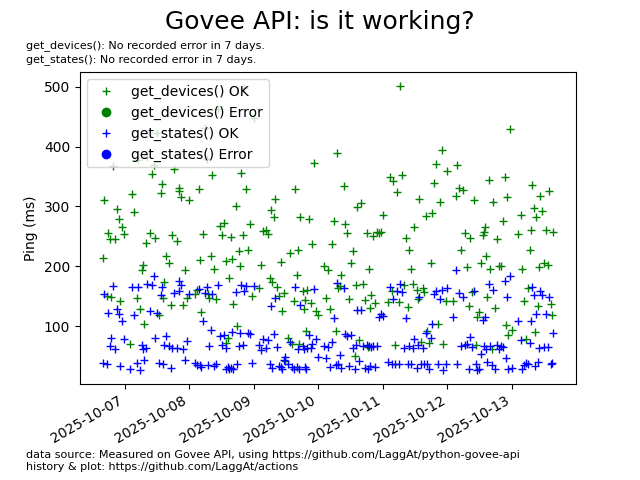 Govee API: is it working?
get_devices(): No recorded error in 7 days.
get_states(): No recorded error in 7 days.
500
400
300
200
100
Ping (ms)
get_devices() OK
get_devices() Error
get_states() OK
get_states() Error
2025-10-07
2025-10-08
2025-10-09
2025-10-10
2025-10-11
2025-10-12
2025-10-13
data source: Measured on Govee API, using https://github.com/LaggAt/python-govee-api
history & plot: https://github.com/LaggAt/actions